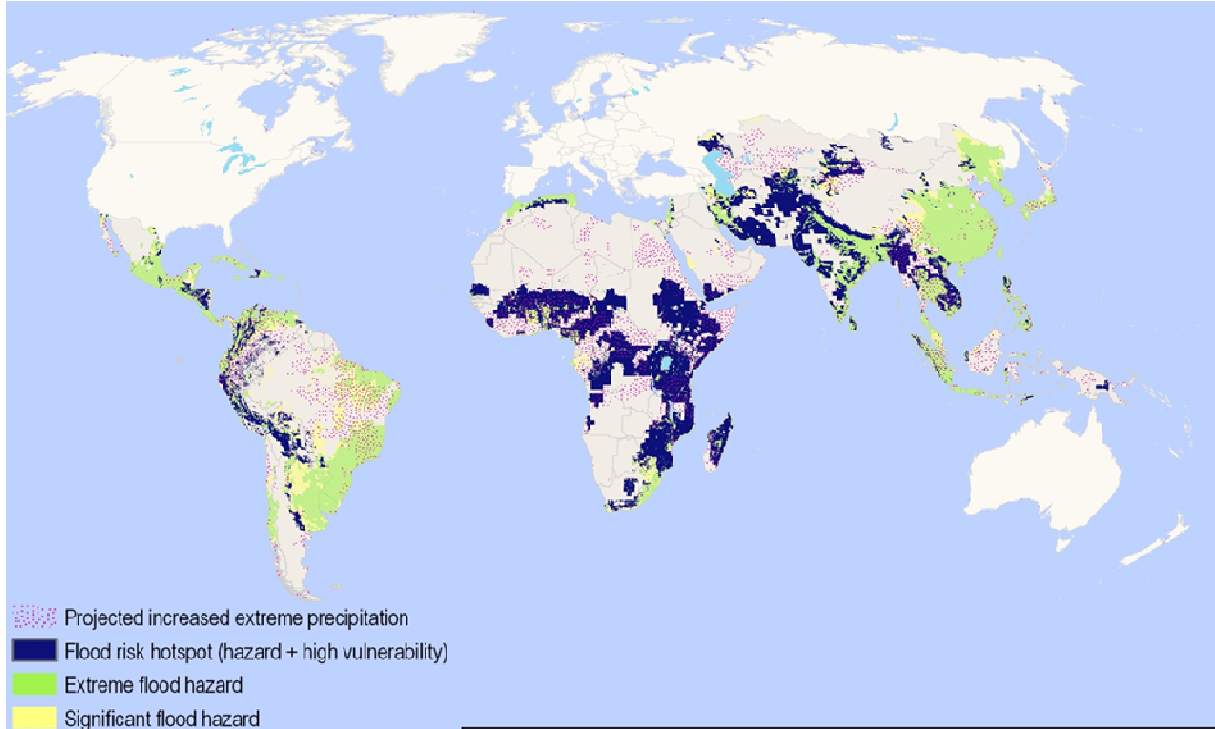 Projected increased extreme precipitation
Flood risk hotspot (hazard + high vulnerability)
Extreme flood hazard
Significant flood hazard